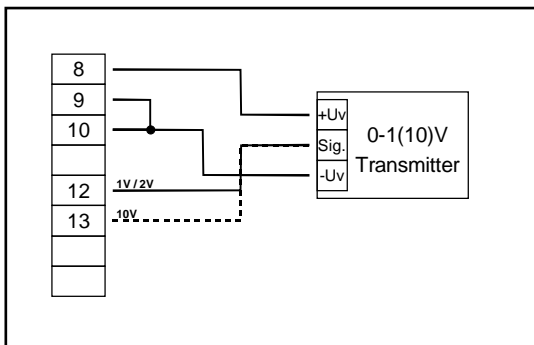 8
9
10
12
13
1V / 2V
10V
+Uv
Sig.
-Uv
0-1(10)V
Transmitter